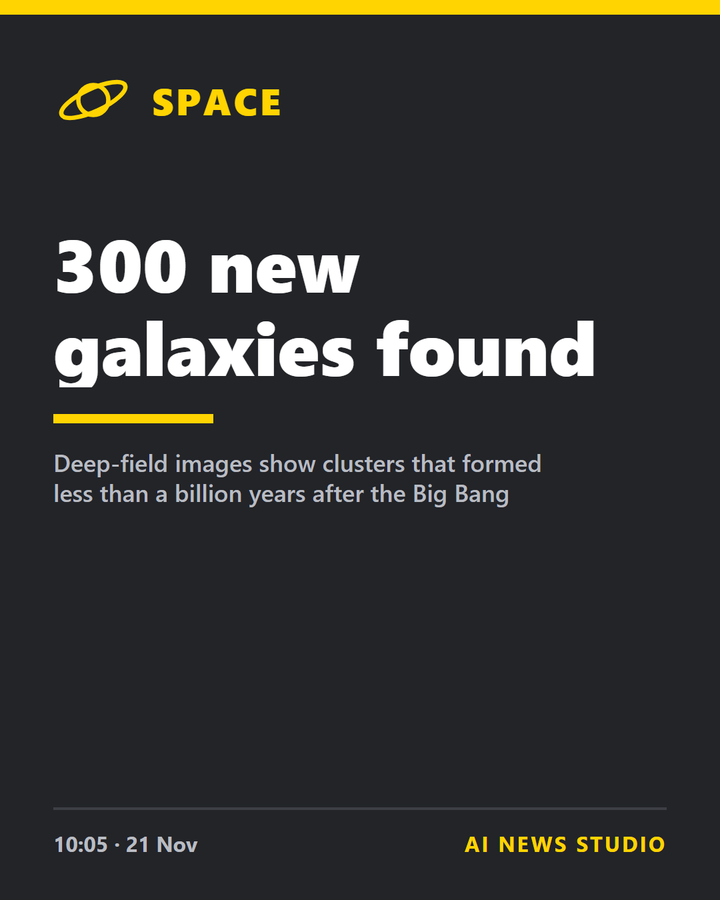 SPACE
300 new
galaxies found
Deep-field images show clusters that formed
less than a billion years after the Big Bang
10:05 · 21 Nov
AI NEWS STUDIO